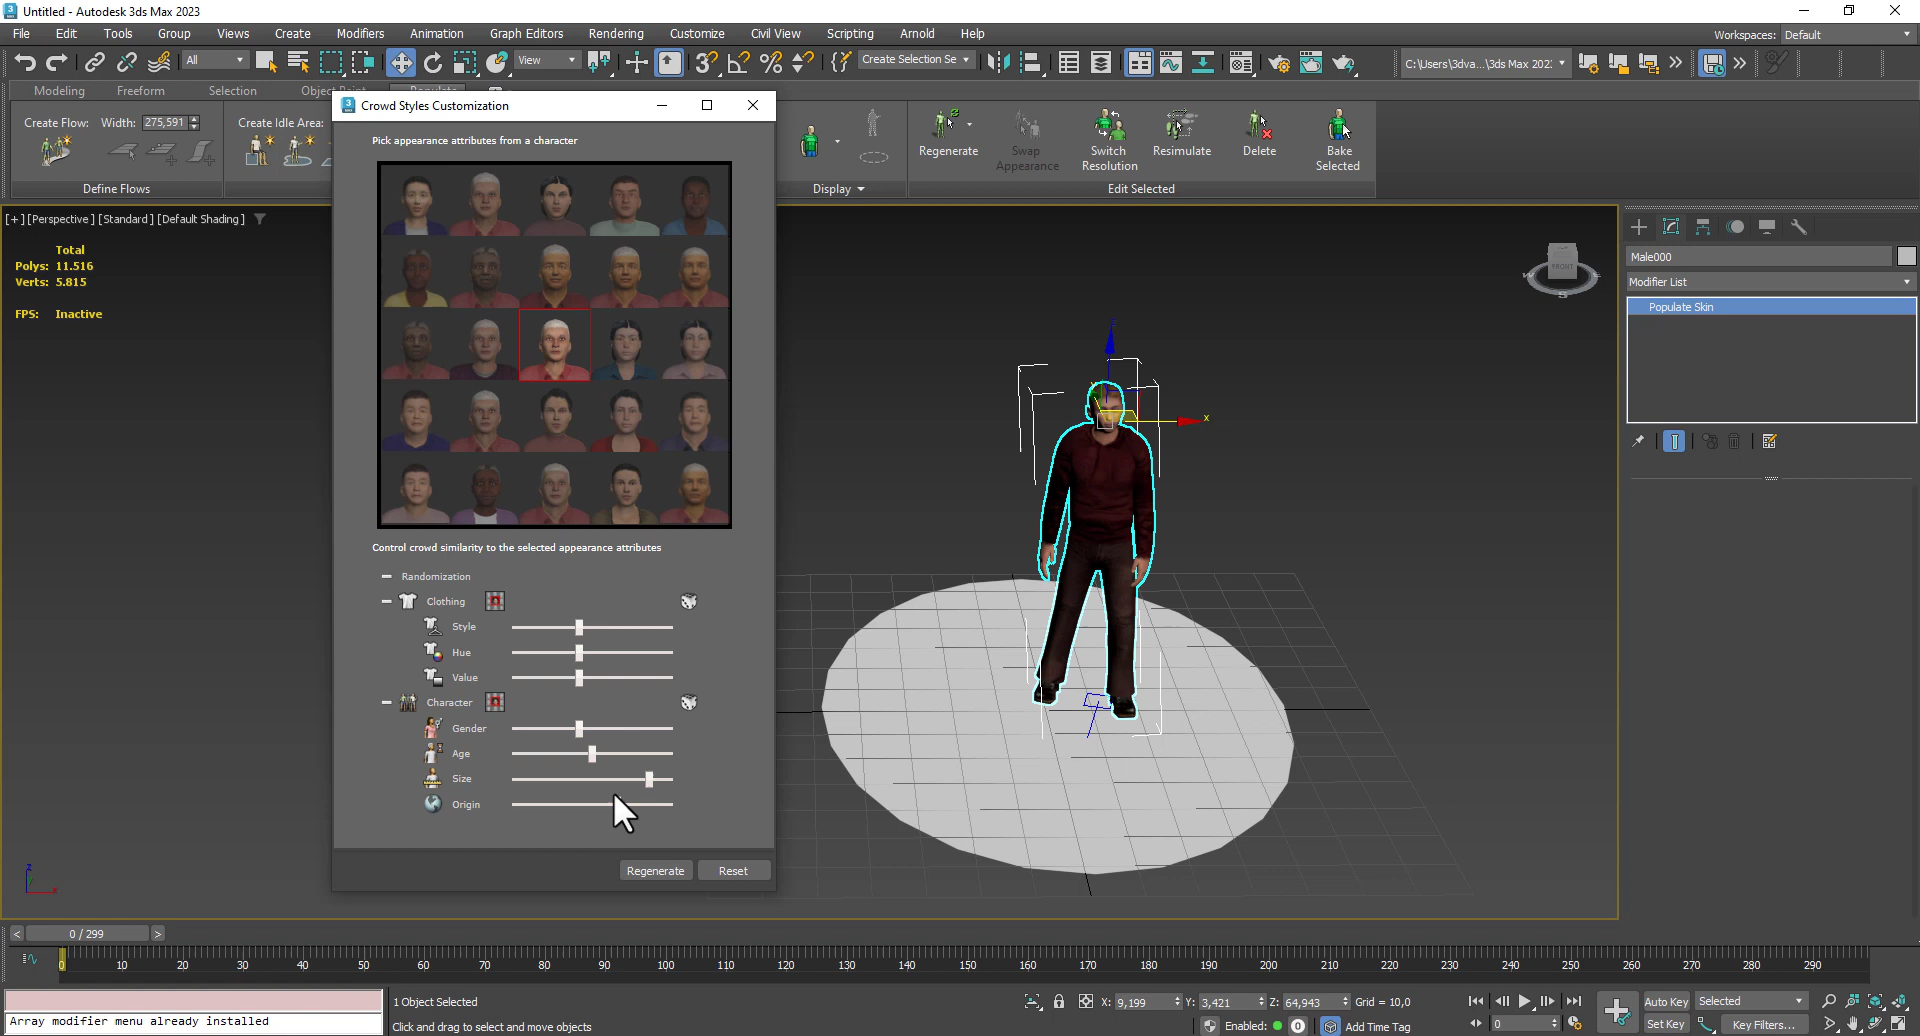 Untitled - Autodesk 3ds Max 2023
File Edit Tools Group Views Create Modifiers Animation Graph Editors Rendering Customize Civil View Scripting Arnold Help
Workspaces: Default
All
View
Create Selection Se
C:\Users\3dva...\3ds Max 202
Modeling Freeform Selection
Crowd Styles Customization
Create Flow: Width: 275,591
Create Idle Area:
Define Flows
Display
Regenerate
Swap Appearance
Switch Resolution
Resimulate
Delete
Bake Selected
Edit Selected
Pick appearance attributes from a character
[+] [Perspective] [Standard] [Default Shading]
Total
Polys: 11.516
Verts: 5.815
FPS: Inactive
FRONT
W
S
x
Male000
Modifier List
Populate Skin
Control crowd similarity to the selected appearance attributes
Randomization
Clothing
Style
Hue
Value
Character
Gender
Age
Size
Origin
Regenerate Reset
< 0 / 299 >
0 10 20 30 40 50 60 70 80 90 100 110 120 130 140 150 160 170 180 190 200 210 220 230 240 250 260 270 280 290
1 Object Selected
X: 9,199 Y: 3,421 Z: 64,943 Grid = 10,0
Auto Key Selected
Array modifier menu already installed
Click and drag to select and move objects
Enabled: 0 Add Time Tag
0
Set Key Key Filters...